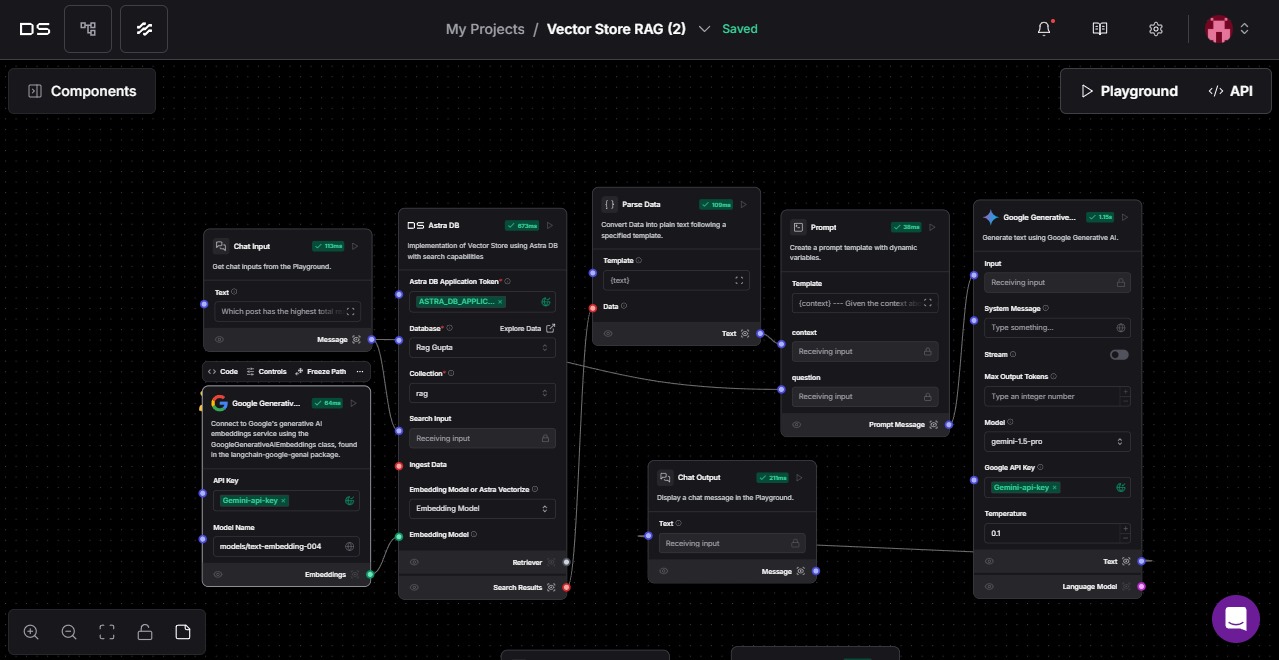 DS
My Projects / Vector Store RAG (2)
Saved
Components
Playground
</> API
Chat Input
113ms
Get chat inputs from the Playground.
Text
Which post has the highest total
Message
Code
Controls
Freeze Path
...
Google Generativ...
64ms
Connect to Google's generative AI
embeddings service using the
GoogleGenerativeAIEmbeddings class, found
in the langchain-google-genai package.
API Key
Gemini-api-key ×
Model Name
models/text-embedding-004
Embeddings
DS Astra DB
673ms
Implementation of Vector Store using Astra DB
with search capabilities
Astra DB Application Token*
ASTRA_DB_APPLIC... ×
Database*
Explore Data
Rag Gupta
Collection*
rag
Search Input
Receiving input
Ingest Data
Embedding Model or Astra Vectorize
Embedding Model
Embedding Model
Retriever
Search Results
{ } Parse Data
109ms
Convert Data into plain text following a
specified template.
Template
{text}
Data
Text
Prompt
38ms
Create a prompt template with dynamic
variables.
Template
{context} --- Given the context
context
Receiving input
question
Receiving input
Prompt Message
Chat Output
211ms
Display a chat message in the Playground.
Text
Receiving input
Message
Google Generative...
1.15s
Generate text using Google Generative AI.
Input
Receiving input
System Message
Type something...
Stream
Max Output Tokens
Type an integer number
Model
gemini-1.5-pro
Google API Key
Gemini-api-key ×
Temperature
0.1
Text
Language Model